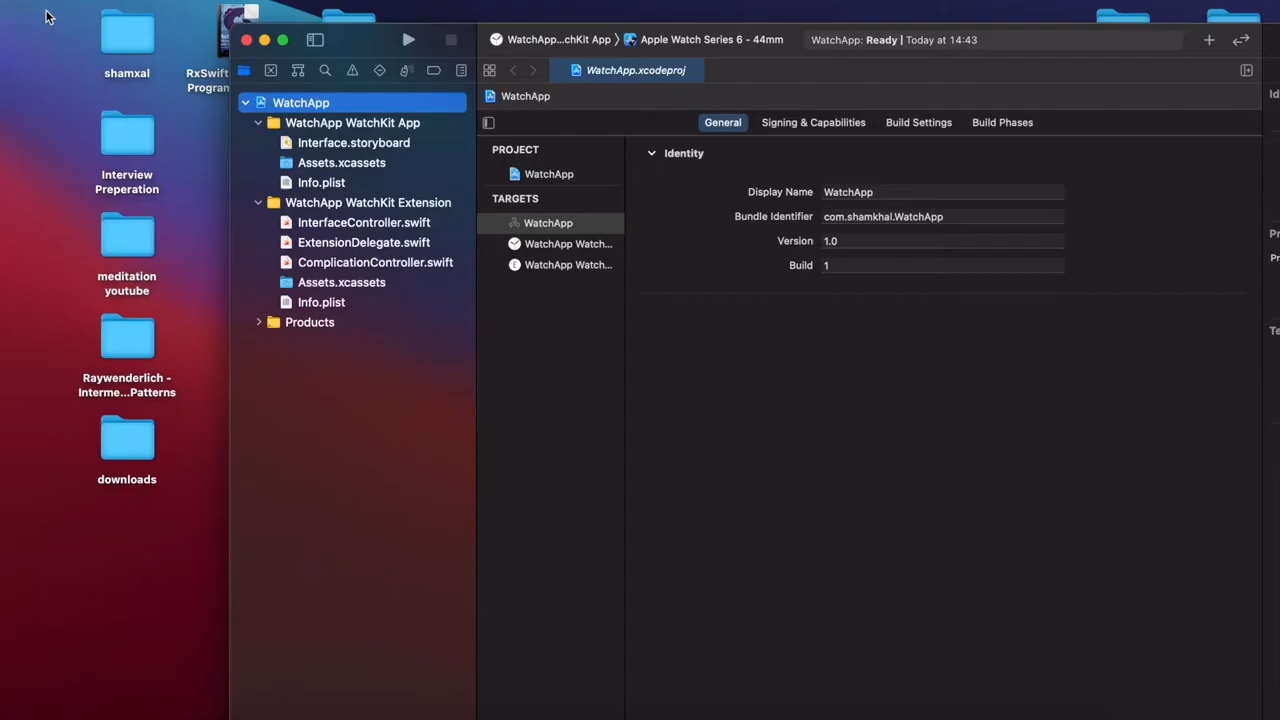 shamxal
RxSwift
Progran
Interview
Preperation
meditation
youtube
Raywenderlich -
Interme...Patterns
downloads
WatchApp...chKit App
Apple Watch Series 6 - 44mm
WatchApp: Ready | Today at 14:43
WatchApp.xcodeproj
WatchApp
WatchApp
WatchApp WatchKit App
Interface.storyboard
Assets.xcassets
Info.plist
WatchApp WatchKit Extension
InterfaceController.swift
ExtensionDelegate.swift
ComplicationController.swift
Assets.xcassets
Info.plist
Products
General
Signing & Capabilities
Build Settings
Build Phases
PROJECT
WatchApp
TARGETS
WatchApp
WatchApp Watch...
WatchApp Watch...
Identity
Display Name
WatchApp
Bundle Identifier
com.shamkhal.WatchApp
Version
1.0
Build
1